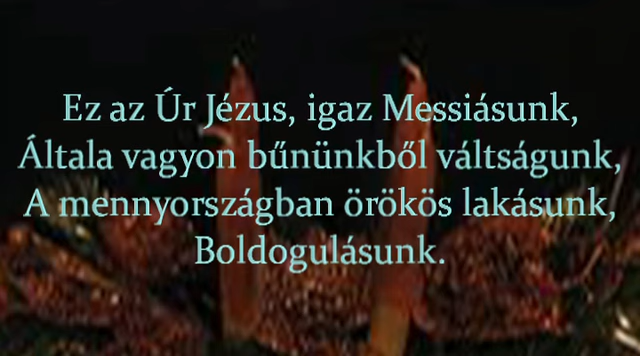 Ez az Úr Jézus, igaz Messiásunk,
Általa vagyon bűnünkből váltságunk,
A mennyországban örökös lakásunk,
Boldogulásunk.